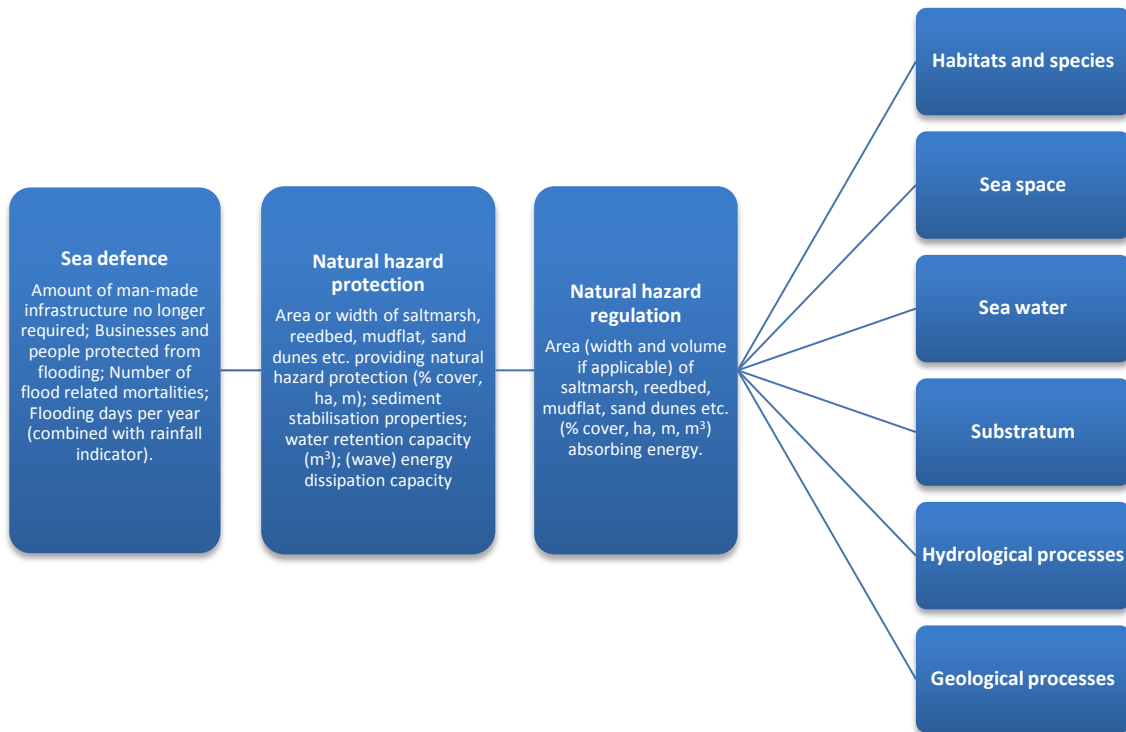 Sea defence
Amount of man-made
infrastructure no longer
required; Businesses and
people protected from
flooding; Number of
flood related mortalities;
Flooding days per year
(combined with rainfall
indicator).
Natural hazard
protection
Area or width of saltmarsh,
reedbed, mudflat, sand
dunes etc. providing natural
hazard protection (% cover,
ha, m); sediment
stabilisation properties;
water retention capacity
(m³); (wave) energy
dissipation capacity
Natural hazard
regulation
Area (width and volume
if applicable) of
saltmarsh, reedbed,
mudflat, sand dunes etc.
(% cover, ha, m, m³)
absorbing energy.
Habitats and species
Sea space
Sea water
Substratum
Hydrological processes
Geological processes